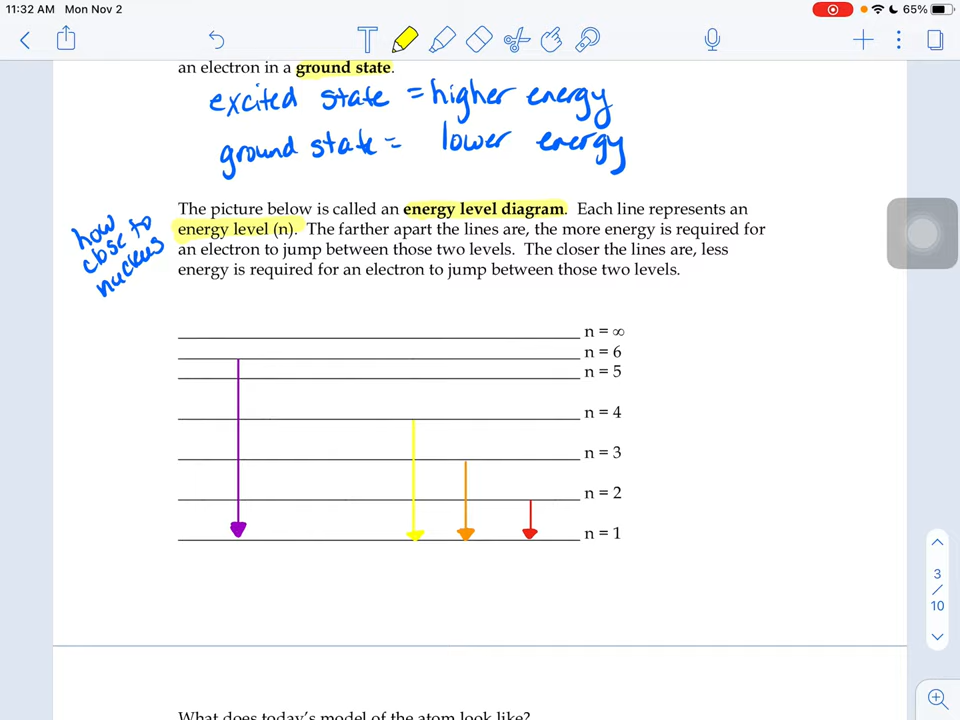 11:32 AM Mon Nov 2
65%
an electron in a ground state.
excited state = higher energy
ground state = lower energy
The picture below is called an energy level diagram. Each line represents an
energy level (n). The farther apart the lines are, the more energy is required for
an electron to jump between those two levels. The closer the lines are, less
energy is required for an electron to jump between those two levels.
how
close to
nucleus
n = ∞
n = 6
n = 5
n = 4
n = 3
n = 2
n = 1
3
/
10
What does today's model of the atom look like?